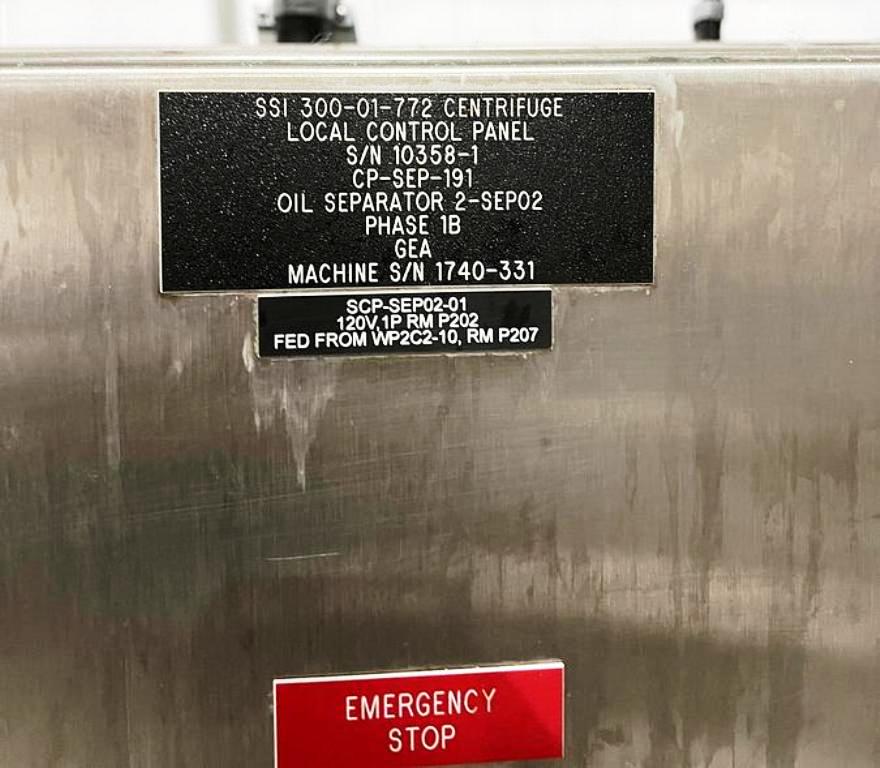 SSI 300-01-772 CENTRIFUGE
LOCAL CONTROL PANEL
S/N 10358-1
CP-SEP-191
OIL SEPARATOR 2-SEP02
PHASE 1B
GEA
MACHINE S/N 1740-331
SCP-SEP02-01
120V,1P RM P202
FED FROM WP2C2-10, RM P207
EMERGENCY
STOP